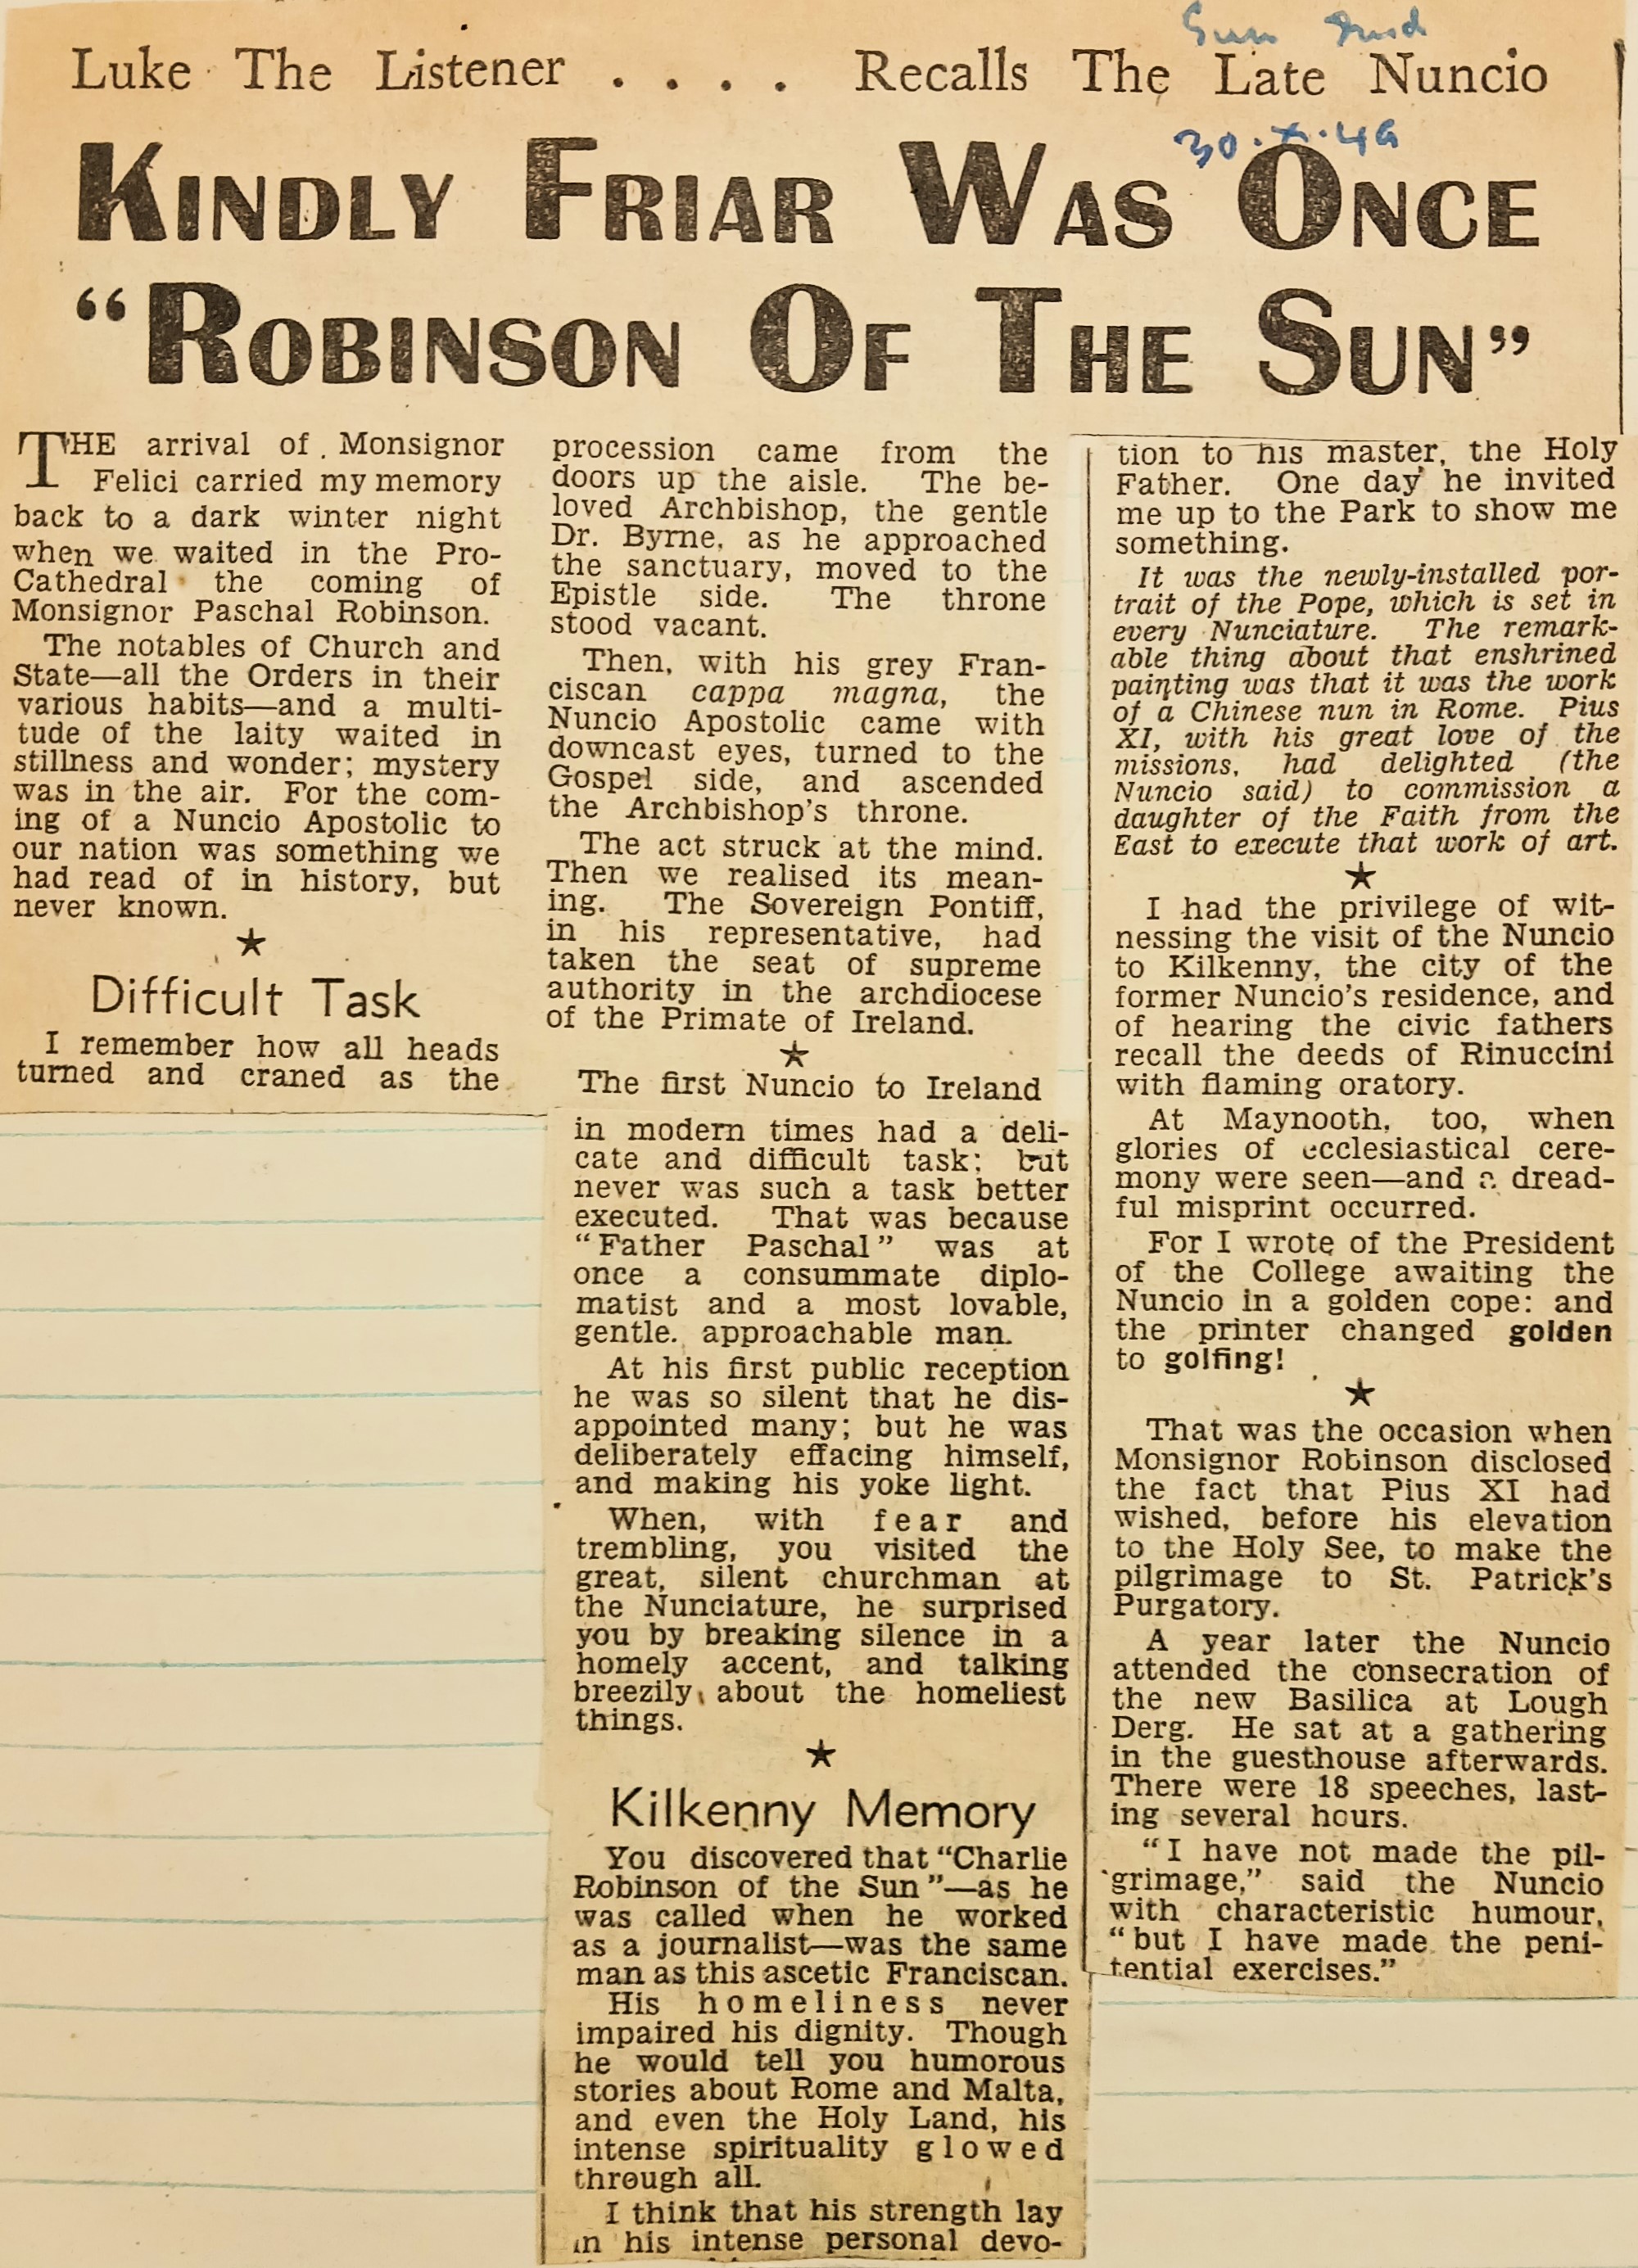 Sun Ind
Luke The Listener . . . . Recalls The Late Nuncio
30.X.49
KINDLY FRIAR WAS ONCE
“ROBINSON OF THE SUN”
THE arrival of Monsignor
Felici carried my memory
back to a dark winter night
when we waited in the Pro-
Cathedral the coming of
Monsignor Paschal Robinson.
The notables of Church and
State—all the Orders in their
various habits—and a multi-
tude of the laity waited in
stillness and wonder; mystery
was in the air. For the com-
ing of a Nuncio Apostolic to
our nation was something we
had read of in history, but
never known.
★
Difficult Task
I remember how all heads
turned and craned as the
procession came from the
doors up the aisle. The be-
loved Archbishop, the gentle
Dr. Byrne, as he approached
the sanctuary, moved to the
Epistle side. The throne
stood vacant.
Then, with his grey Fran-
ciscan cappa magna, the
Nuncio Apostolic came with
downcast eyes, turned to the
Gospel side, and ascended
the Archbishop's throne.
The act struck at the mind.
Then we realised its mean-
ing. The Sovereign Pontiff,
in his representative, had
taken the seat of supreme
authority in the archdiocese
of the Primate of Ireland.
★
The first Nuncio to Ireland
in modern times had a deli-
cate and difficult task; but
never was such a task better
executed. That was because
“Father Paschal” was at
once a consummate diplo-
matist and a most lovable,
gentle, approachable man.
At his first public reception
he was so silent that he dis-
appointed many; but he was
deliberately effacing himself,
and making his yoke light.
When, with fear and
trembling, you visited the
great, silent churchman at
the Nunciature, he surprised
you by breaking silence in a
homely accent, and talking
breezily about the homeliest
things.
★
Kilkenny Memory
You discovered that “Charlie
Robinson of the Sun”—as he
was called when he worked
as a journalist—was the same
man as this ascetic Franciscan.
His homeliness never
impaired his dignity. Though
he would tell you humorous
stories about Rome and Malta,
and even the Holy Land, his
intense spirituality glowed
through all.
I think that his strength lay
in his intense personal devo-
tion to his master, the Holy
Father. One day he invited
me up to the Park to show me
something.
It was the newly-installed por-
trait of the Pope, which is set in
every Nunciature. The remark-
able thing about that enshrined
painting was that it was the work
of a Chinese nun in Rome. Pius
XI, with his great love of the
missions, had delighted (the
Nuncio said) to commission a
daughter of the Faith from the
East to execute that work of art.
★
I had the privilege of wit-
nessing the visit of the Nuncio
to Kilkenny, the city of the
former Nuncio's residence, and
of hearing the civic fathers
recall the deeds of Rinuccini
with flaming oratory.
At Maynooth, too, when
glories of ecclesiastical cere-
mony were seen—and a dread-
ful misprint occurred.
For I wrote of the President
of the College awaiting the
Nuncio in a golden cope: and
the printer changed golden
to golfing!
★
That was the occasion when
Monsignor Robinson disclosed
the fact that Pius XI had
wished, before his elevation
to the Holy See, to make the
pilgrimage to St. Patrick's
Purgatory.
A year later the Nuncio
attended the consecration of
the new Basilica at Lough
Derg. He sat at a gathering
in the guesthouse afterwards.
There were 18 speeches, last-
ing several hours.
“I have not made the pil-
grimage,” said the Nuncio
with characteristic humour,
“but I have made the peni-
tential exercises.”